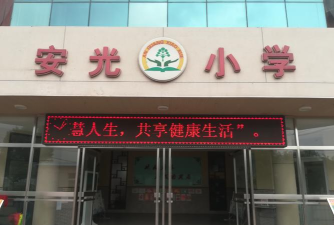 安光小学
慧人生，共享健康生活”。